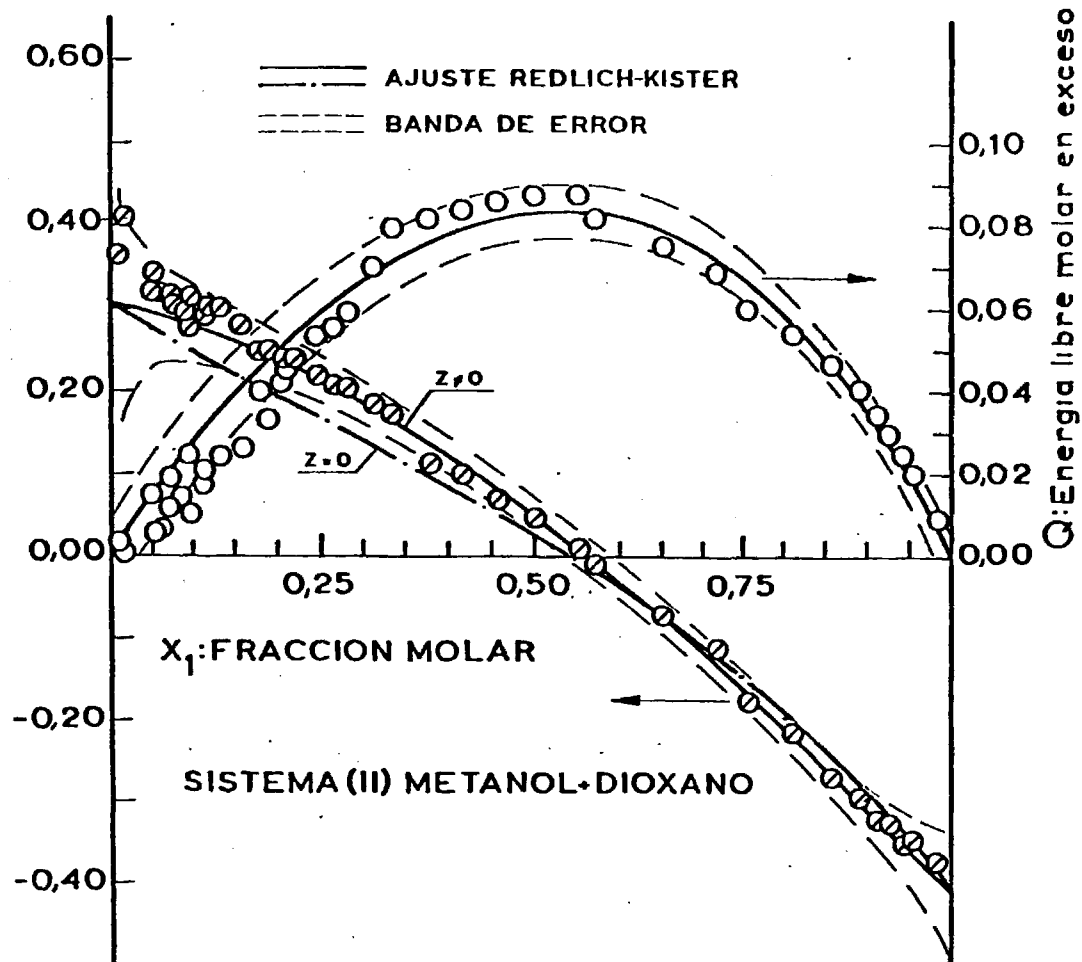 0,60
0,40
0,20
0,00
-0,20
-0,40
AJUSTE REDLICH-KISTER
BANDA DE ERROR
0,10
0,08
0,06
0,04
0,02
0,00
Q:Energia libre molar en exceso
Z≠0
Z=0
0,25
0,50
0,75
X1:FRACCION MOLAR
SISTEMA (II) METANOL+DIOXANO